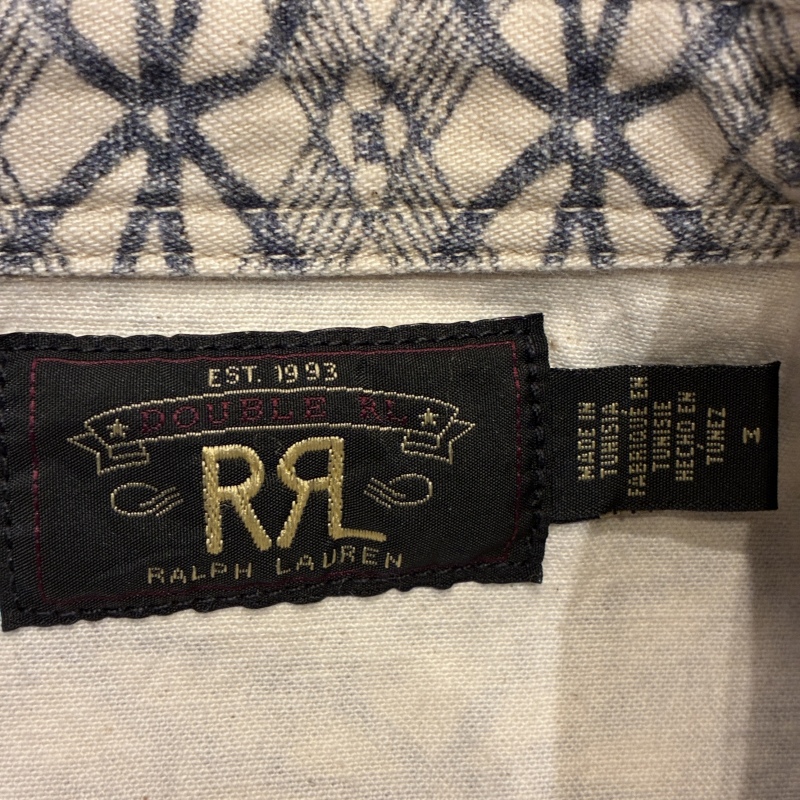 EST. 1993
DOUBLE RL
RRL
RALPH LAUREN
MADE IN
TUNISIA
FABRIQUÉ EN
TUNISIE
HECHO EN
TÚNEZ
M